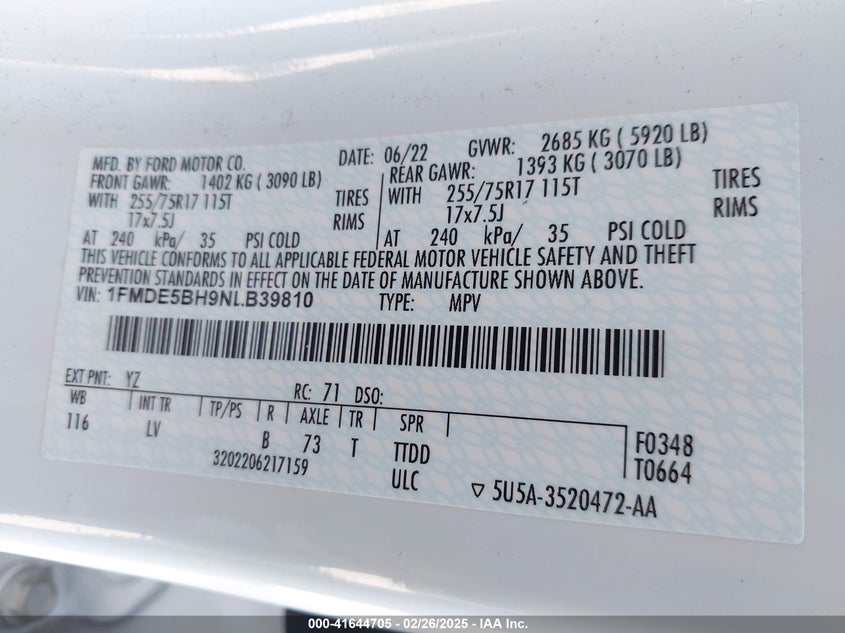 MFD. BY FORD MOTOR CO. DATE: 06/22 GVWR: 2685 KG ( 5920 LB)
FRONT GAWR: 1402 KG ( 3090 LB) REAR GAWR: 1393 KG ( 3070 LB)
WITH 255/75R17 115T TIRES WITH 255/75R17 115T TIRES
17x7.5J RIMS 17x7.5J RIMS
AT 240 kPa/ 35 PSI COLD AT 240 kPa/ 35 PSI COLD
THIS VEHICLE CONFORMS TO ALL APPLICABLE FEDERAL MOTOR VEHICLE SAFETY AND THEFT
PREVENTION STANDARDS IN EFFECT ON THE DATE OF MANUFACTURE SHOWN ABOVE.
VIN: 1FMDE5BH9NLB39810 TYPE: MPV
EXT PNT: YZ RC: 71 DSO:
WB INT TR TP/PS R AXLE TR SPR
116 LV B 73 T TTDD
F0348
3202206217159 ULC T0664
▽ 5U5A-3520472-AA
000-41644705 - 02/26/2025 - IAA Inc.